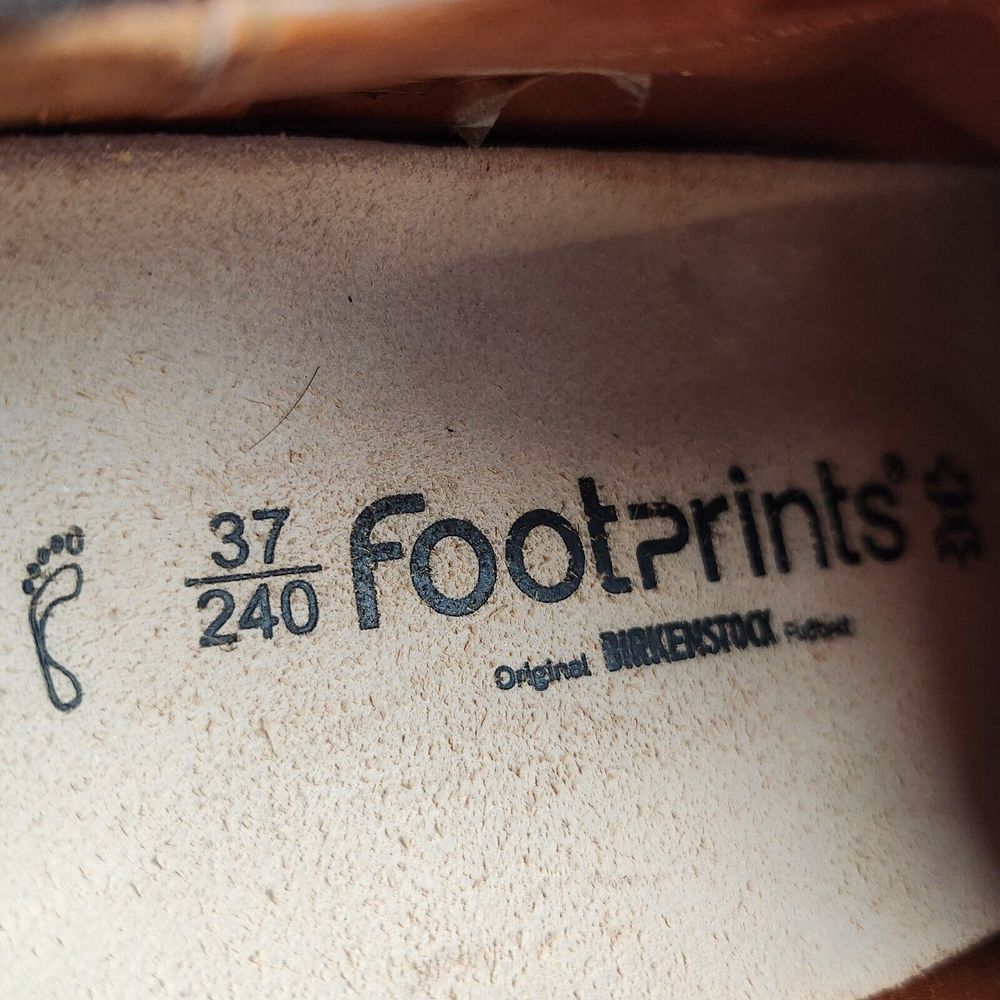 37
240
footprints®
Original BIRKENSTOCK Fußbett